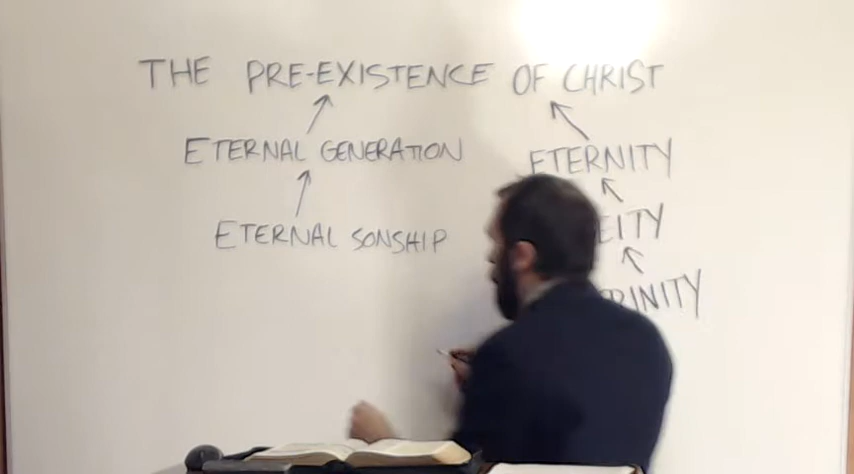 THE PRE-EXISTENCE OF CHRIST
ETERNAL GENERATION
ETERNITY
ETERNAL SONSHIP